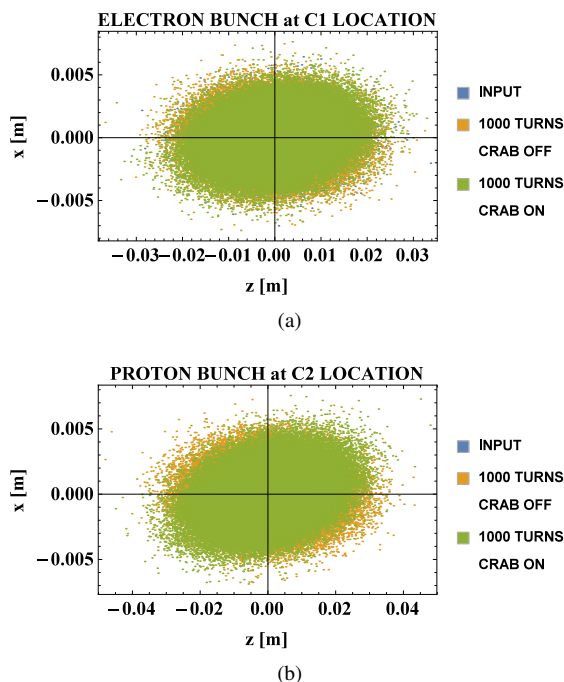 ELECTRON BUNCH at C1 LOCATION
x [m]
0.005
0.000
−0.005
−0.03 −0.02 −0.01 0.00 0.01 0.02 0.03
z [m]
INPUT
1000 TURNS
CRAB OFF
1000 TURNS
CRAB ON
(a)
PROTON BUNCH at C2 LOCATION
x [m]
0.005
0.000
−0.005
−0.04 −0.02 0.00 0.02 0.04
z [m]
INPUT
1000 TURNS
CRAB OFF
1000 TURNS
CRAB ON
(b)